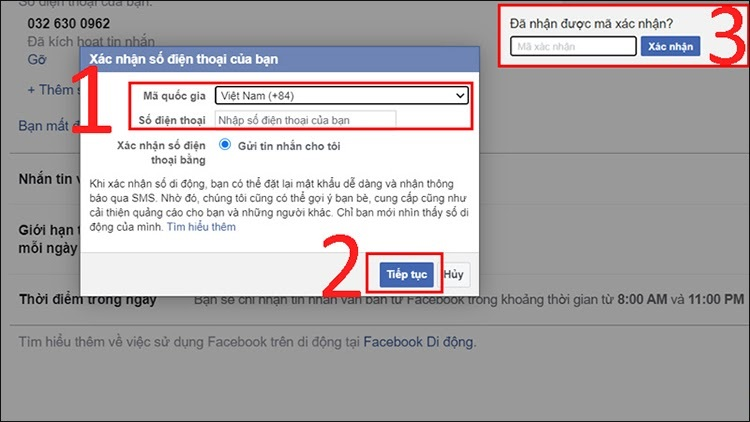 Số điện thoại của bạn:
032 630 0962
Đã kích hoạt tin nhắn
Gỡ
+ Thêm s
Bạn mất đ
Nhắn tin v
Giới hạn t
mỗi ngày
Thời điểm trong ngày
Bạn sẽ chỉ nhận tin nhắn văn bản từ Facebook trong khoảng thời gian từ 8:00 AM và 11:00 PM
Tìm hiểu thêm về việc sử dụng Facebook trên di động tại Facebook Di động.
1
Xác nhận số điện thoại của bạn
Mã quốc gia
Việt Nam (+84)
Số điện thoại
Nhập số điện thoại của bạn
Xác nhận số điện
thoại bằng
Gửi tin nhắn cho tôi
Khi xác nhận số di động, bạn có thể đặt lại mật khẩu dễ dàng và nhận thông
báo qua SMS. Nhờ đó, chúng tôi cũng có thể gợi ý bạn bè, cung cấp cũng như
cải thiện quảng cáo cho bạn và những người khác. Chỉ bạn mới nhìn thấy số di
động của mình. Tìm hiểu thêm
2
Tiếp tục
Hủy
Đã nhận được mã xác nhận?
Mã xác nhận
Xác nhận
3